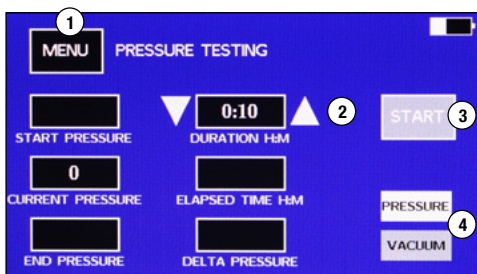 1
MENU PRESSURE TESTING
0:10 2 START 3
START PRESSURE DURATION H:M
0
CURRENT PRESSURE ELAPSED TIME H:M PRESSURE
4
END PRESSURE DELTA PRESSURE VACUUM